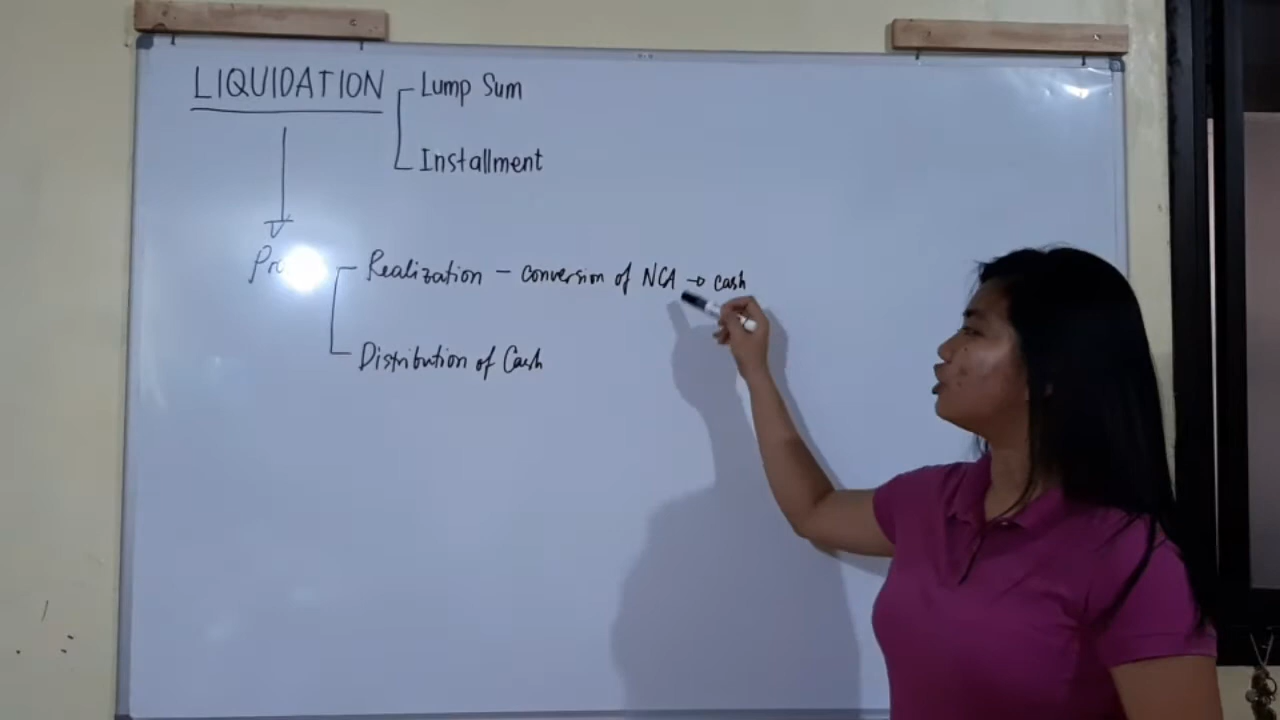 LIQUIDATION
Lump Sum
Installment
Realization – conversion of NCA → cash
Distribution of Cash